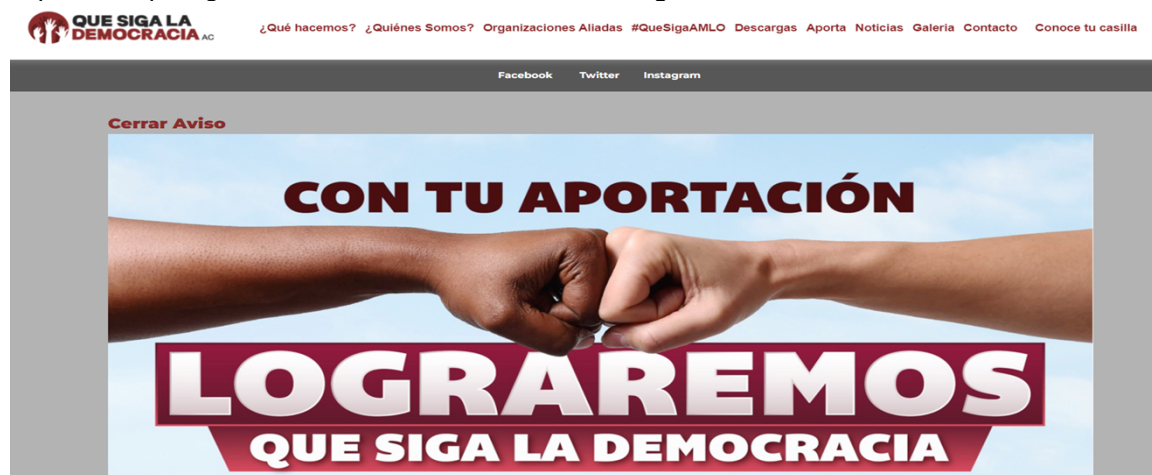 QUE SIGA LA
DEMOCRACIA AC
¿Qué hacemos? ¿Quiénes Somos? Organizaciones Aliadas #QueSigaAMLO Descargas Aporta Noticias Galeria Contacto Conoce tu casilla
Facebook Twitter Instagram
Cerrar Aviso
CON TU APORTACIÓN
LOGRAREMOS
QUE SIGA LA DEMOCRACIA